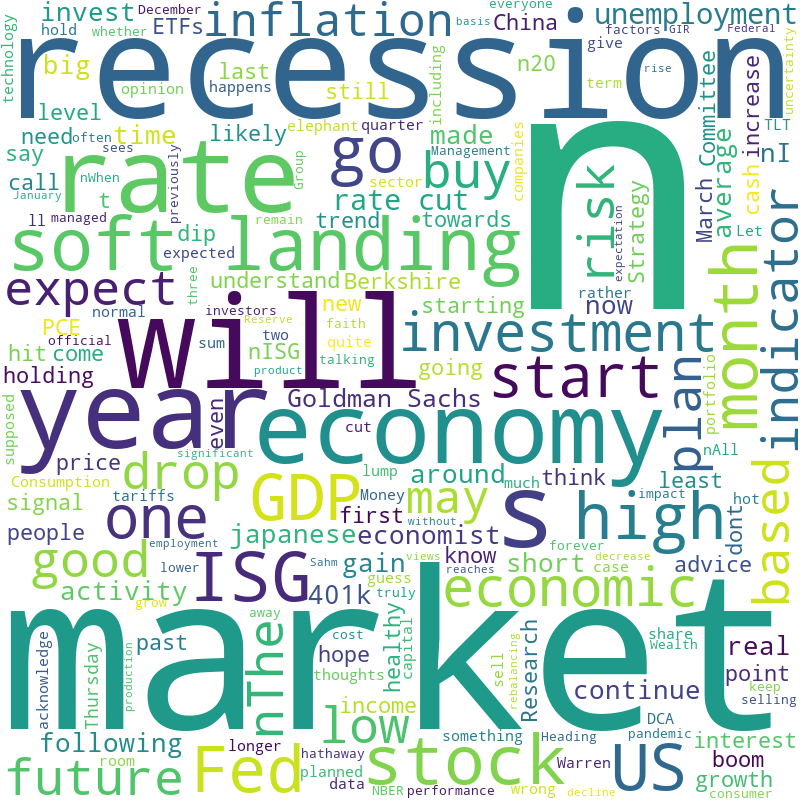 technology
hold
December
basis
everyone
invest
ETFs
inflation
China
unemployment
whether
factors
GIR
Federal
recession
n
big
opinion
happens
last
still
including
n20
give
term
rise
uncertainty
level
elephant
quarter
made
Committee
increase
TLT
need
often
time
likely
Management
companies
say
sees
previously
Group
rate
go
buy
risk
nI
call
nWhen
January
t
sector
rate cut
March
average
cash
ll
managed
remain
trend
towards
Strategy
expectation
Let
soft landing
dip
expected
three
understand
Berkshire
rather
indicator
expect
normal
investors
new
starting
now
month
PCE
official
Reserve
faith
will
two
quite
investment
hit
come
sum
nISG
talking
going
plan
portfolio
holding
product
start
supposed
year
even
Goldman Sachs
economy
cut
nAll
Consumption
price
significant
drop
lump
around
much
think
least
impact
hot
signal
tariffs
GDP
Money
may
s
high
based
people
one
first
without
japanese
economist
dont
good
employment
views
forever
decrease
lower
Sahm
ISG
gain
know
short
case
advice
activity
grow
guess
reaches
401k
truly
economic
market
away
nThe
past
cost
hope
healthy
capital
share
Wealth
real
acknowledge
Thursday
production
thoughts
sell
rebalancing
Research
point
keep
continue
selling
income
low
DCA
following
longer
something
Heading
pandemic
interest
room
Fed
hathaway
planned
stock
Warren
US
boom
future
data
NBER
performance
wrong
decline
growth
consumer